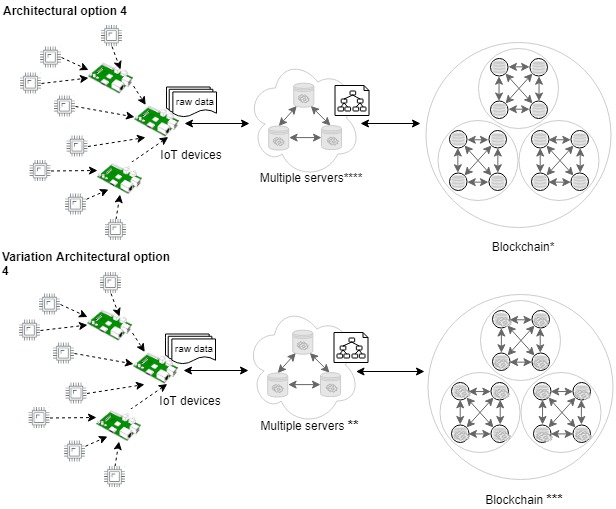 Architectural option 4
raw data
IoT devices
Multiple servers****
Blockchain*
Variation Architectural option
4
raw data
IoT devices
Multiple servers **
Blockchain ***